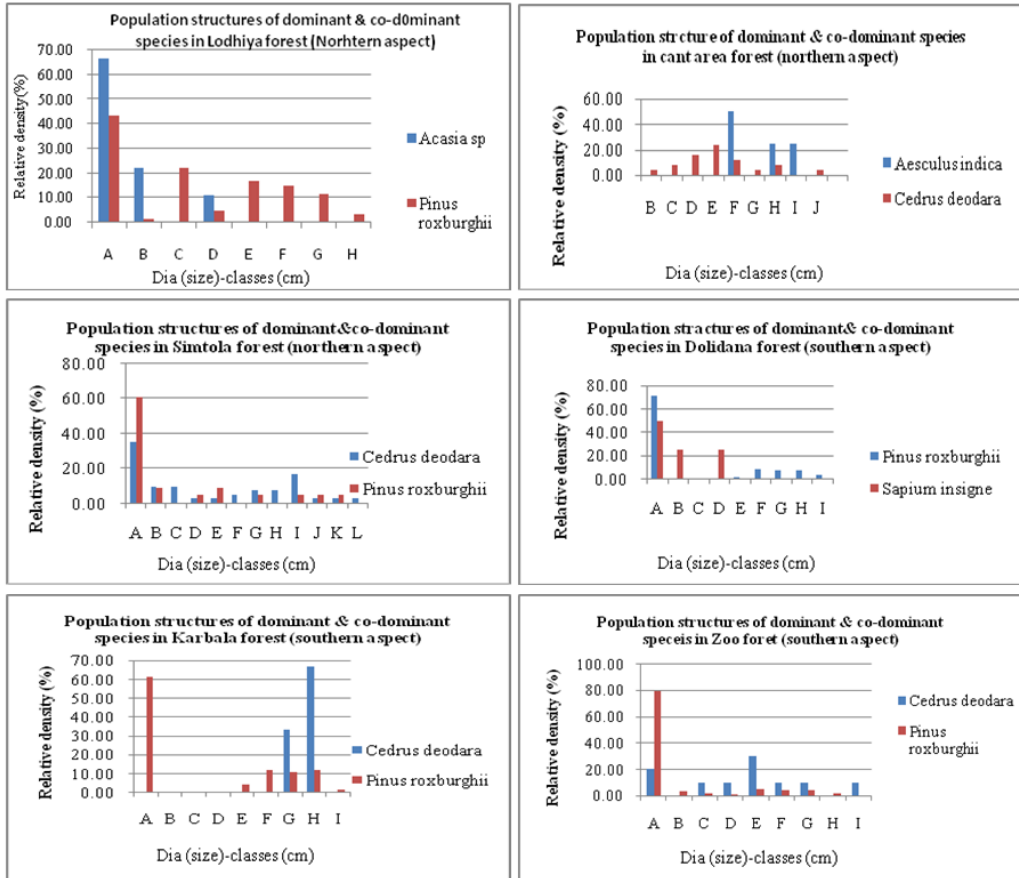 Population structures of dominant & co-d0minant
species in Lodhiya forest (Norhtern aspect)
Relative density(%)
70.00
60.00
50.00
40.00
30.00
20.00
10.00
0.00
A B C D E F G H
Dia (size)-classes (cm)
Acasia sp
Pinus
roxburghii
Population strcture of dominant & co-dominant species
in cant area forest (northern aspect)
Relative density (%)
60.00
40.00
20.00
0.00
B C D E F G H I J
Dia (size)-classes (cm)
Aesculus indica
Cedrus deodara
Population structures of dominant&co-dominant
species in Simtola forest (northern aspect)
Relative density (%)
80.00
60.00
40.00
20.00
0.00
A B C D E F G H I J K L
Dia (size)-classes (cm)
Cedrus deodara
Pinus roxburghii
Population stractures of dominant& co-dominant
species in Dolidana forest (southern aspect)
Relative density (%)
80.00
60.00
40.00
20.00
0.00
A B C D E F G H I
Dia (size)-classes (cm)
Pinus roxburghii
Sapium insigne
Population structures of dominant & co-dominant
species in Karbala forest (southern aspect)
Relative density (%)
70.00
60.00
50.00
40.00
30.00
20.00
10.00
0.00
A B C D E F G H I
Dia (size)-classes (cm)
Cedrus deodara
Pinus roxburghii
Population structures of dominant & co-dominant
speceis in Zoo foret (southern aspect)
Relative density (%)
100.00
80.00
60.00
40.00
20.00
0.00
A B C D E F G H I
Dia (size)-classes (cm)
Cedrus deodara
Pinus
roxburghii